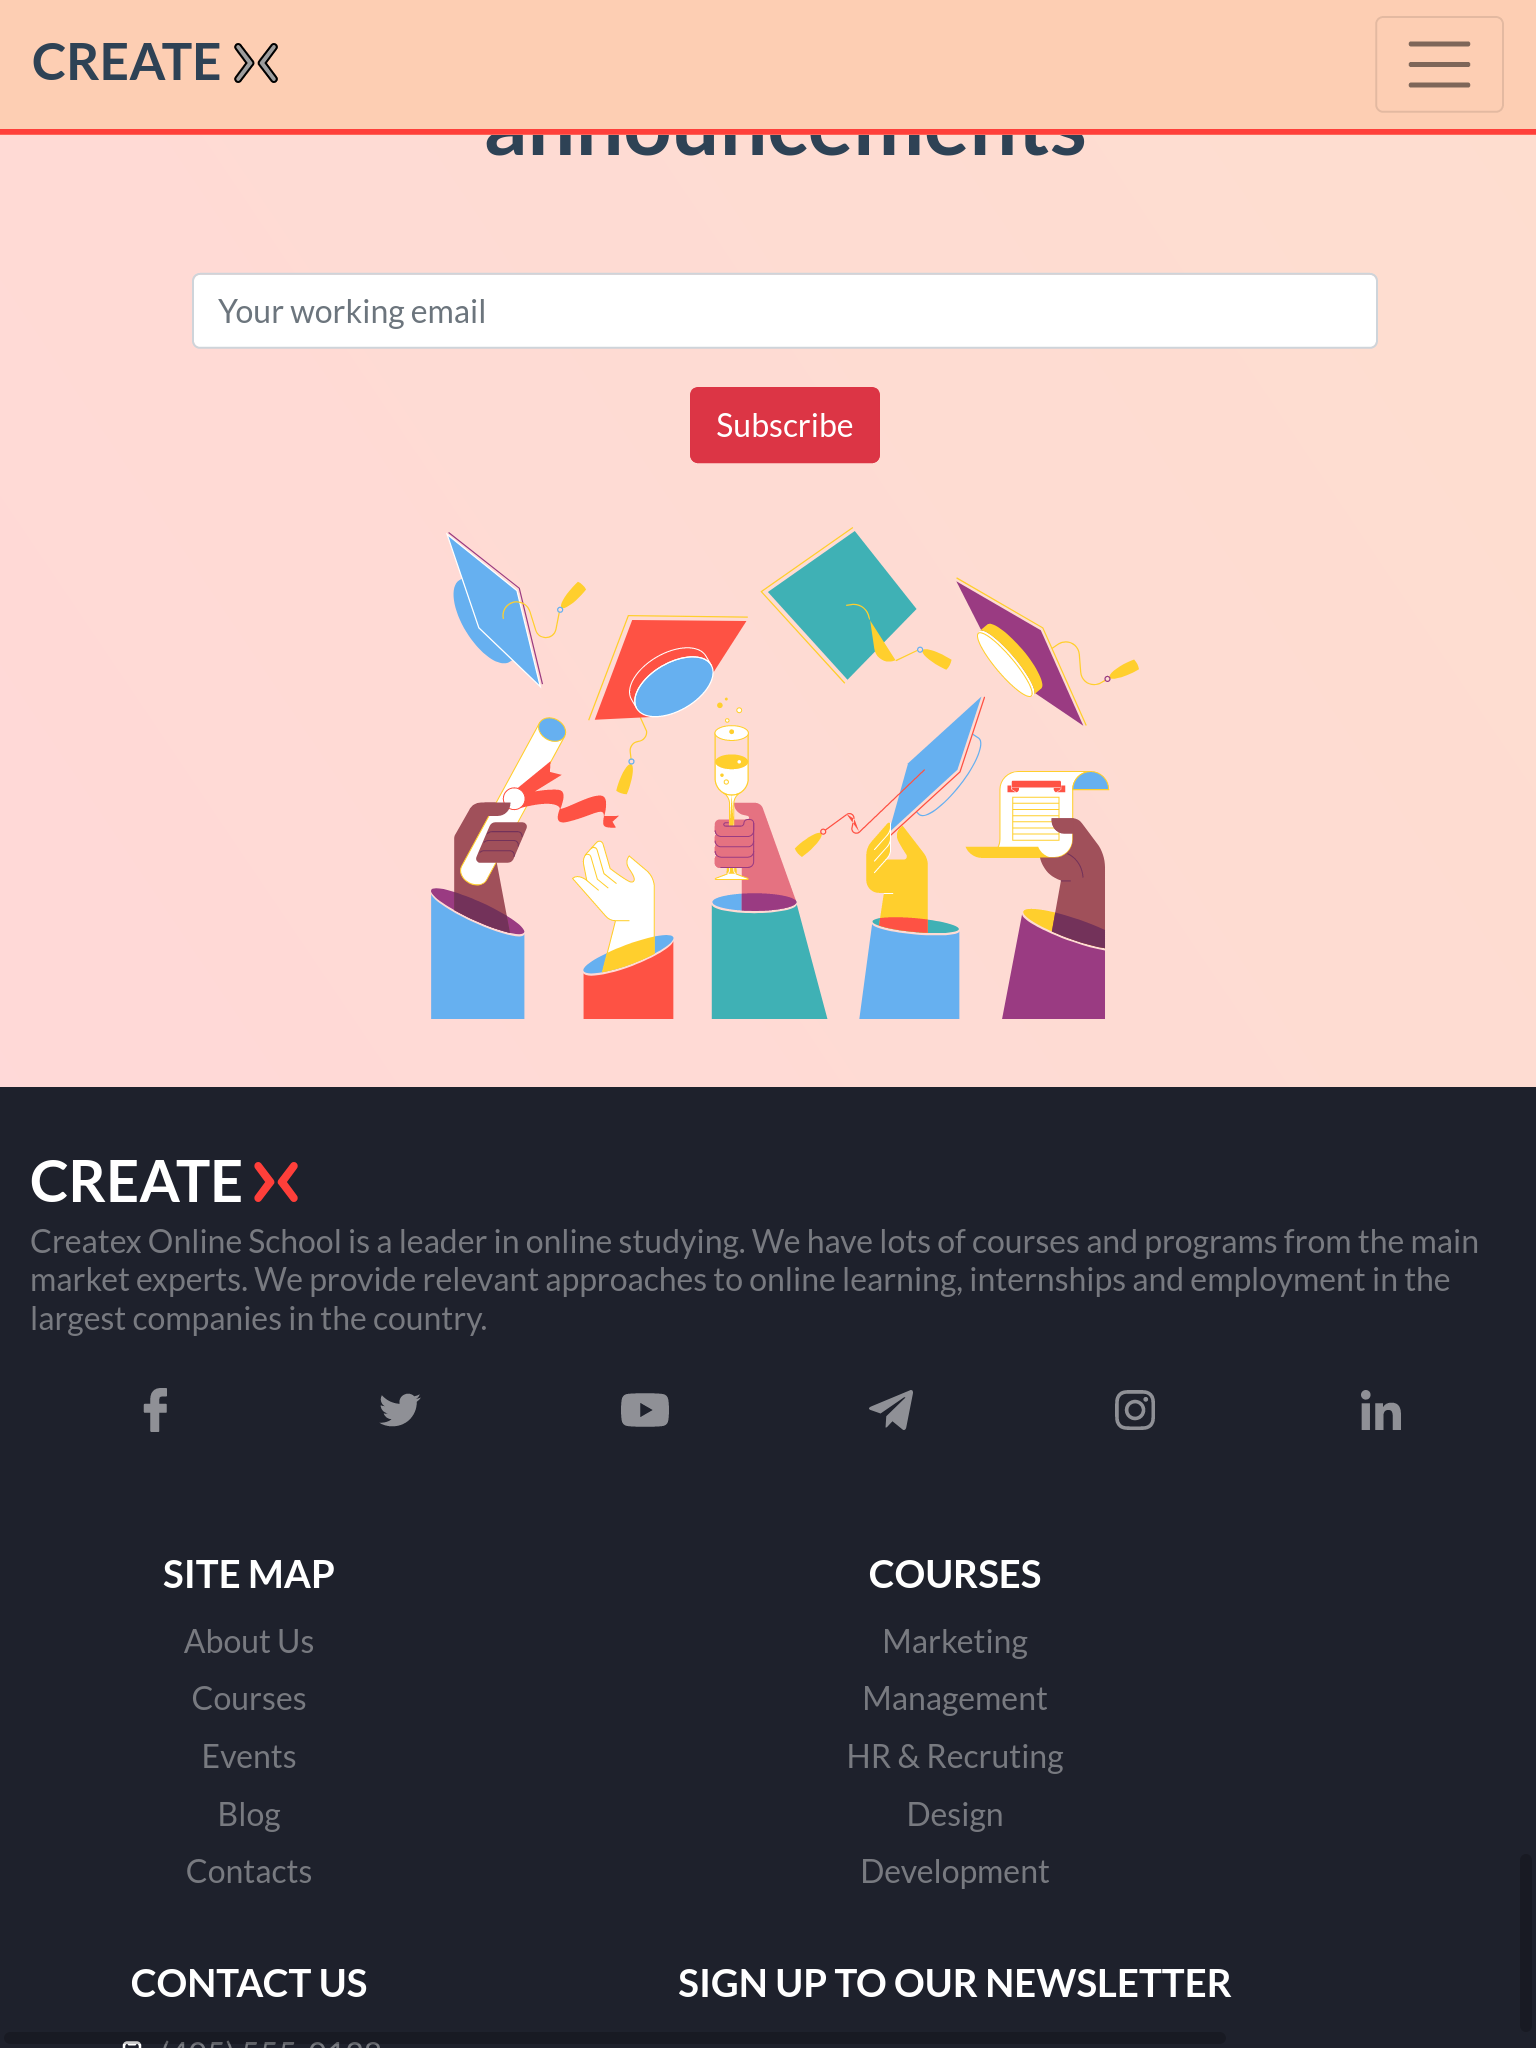 CREATE
announcements
Your working email
Subscribe
CREATE
Createx Online School is a leader in online studying. We have lots of courses and programs from the main
market experts. We provide relevant approaches to online learning, internships and employment in the
largest companies in the country.
SITE MAP
About Us
Courses
Events
Blog
Contacts
COURSES
Marketing
Management
HR & Recruting
Design
Development
CONTACT US
SIGN UP TO OUR NEWSLETTER